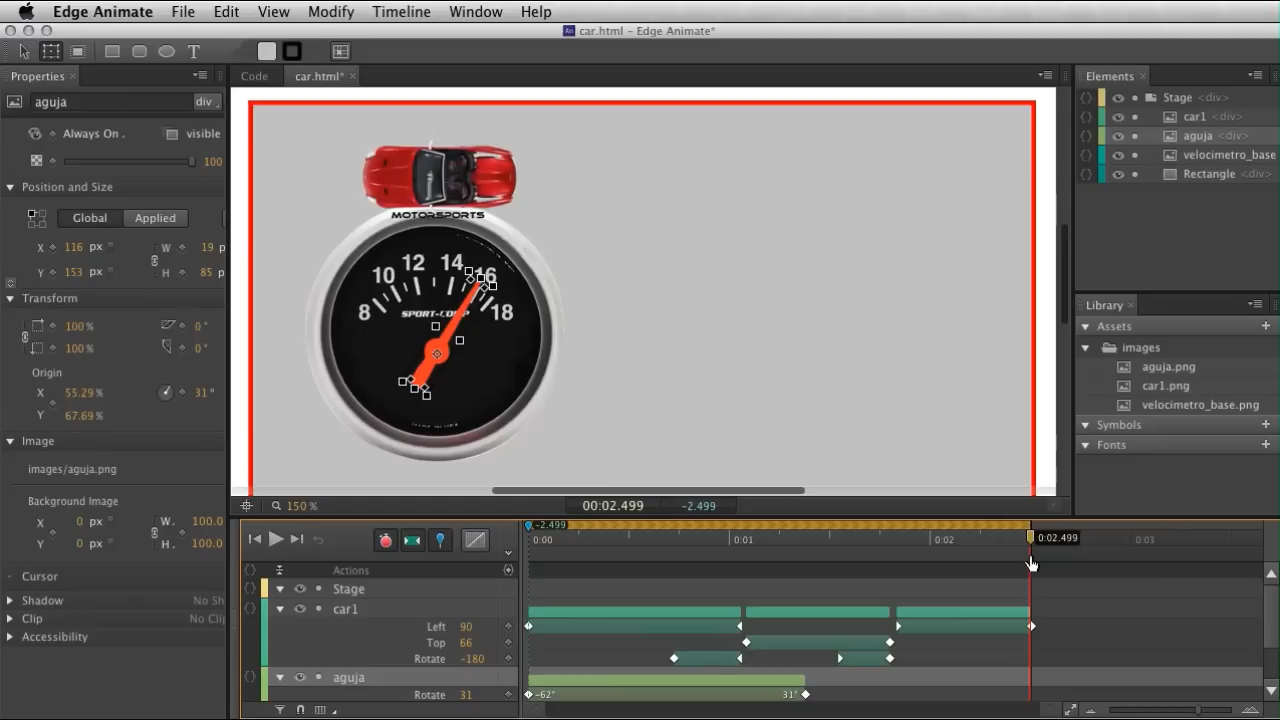 Edge Animate File Edit View Modify Timeline Window Help
car.html - Edge Animate*
T
Properties Code car.html* Elements
aguja div
Always On visible
100
Position and Size
Global Applied
X 116 px W 19 px
Y 153 px H 85 px
Transform
100% 0°
100% 0°
Origin
X 55.29% 31°
Y 67.69%
Image
images/aguja.png
Background Image
X 0 px W. 100.0
Y 0 px H. 100.0
Cursor
Shadow No Sh
Clip No Clip
Accessibility
MOTORSPORTS
8 10 12 14 16 18
150% 00:02.499 -2.499
Stage <div>
car1 <div>
aguja <div>
velocimetro_base
Rectangle <div>
Library
Assets
images
aguja.png
car1.png
velocimetro_base.png
Symbols
Fonts
-2.499
0:00 0:01 0:02 0:02.499 0:03
Actions
Stage
car1
Left 90
Top 66
Rotate -180
aguja
Rotate 31 -62° 31°